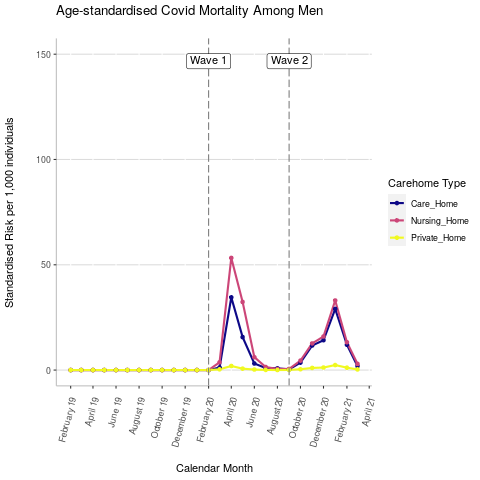 Age-standardised Covid Mortality Among Men
Standardised Risk per 1,000 individuals
150
100
50
0
Wave 1
Wave 2
February 19
April 19
June 19
August 19
October 19
December 19
February 20
April 20
June 20
August 20
October 20
December 20
February 21
April 21
Calendar Month
Carehome Type
Care_Home
Nursing_Home
Private_Home